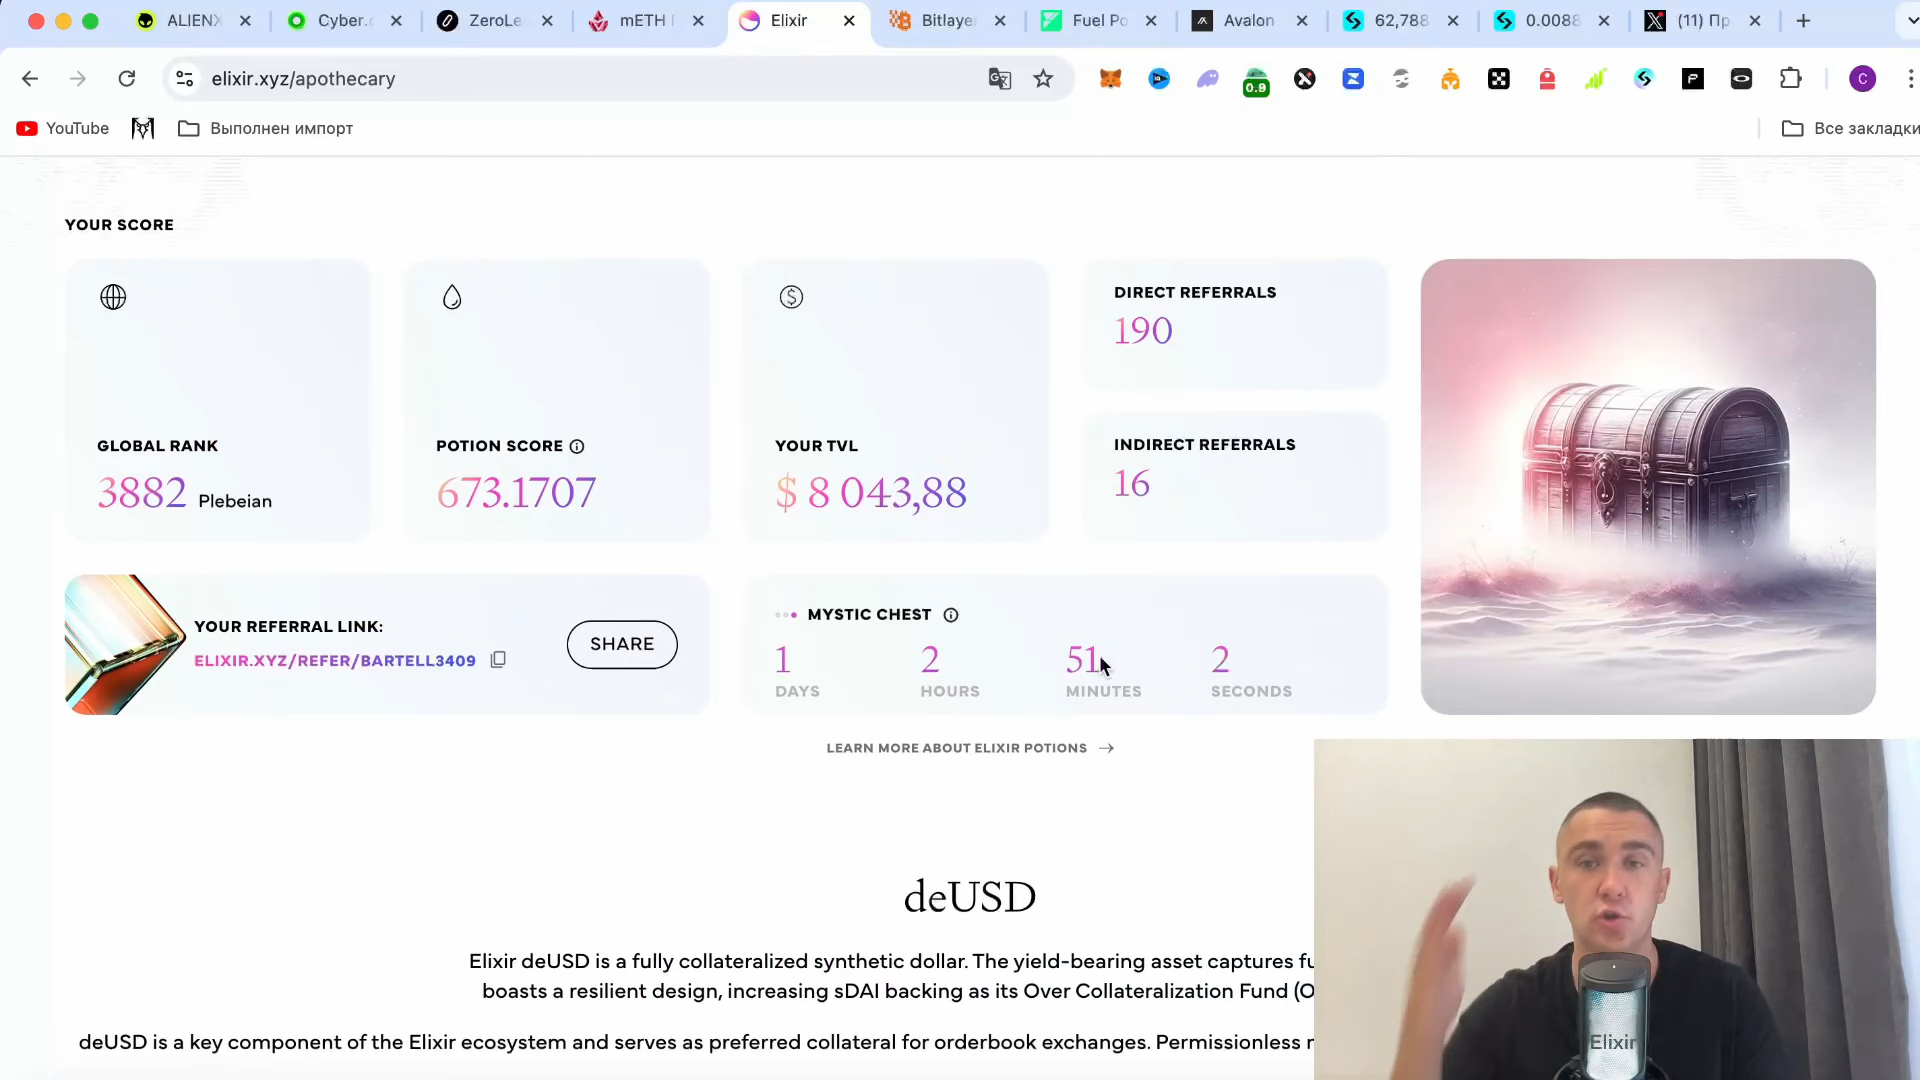 ALIENX
Cyber.
ZeroLe
mETH
Elixir
Bitlaye
Fuel Po
Avalon
62,788
0.0088
(11) Пр
elixir.xyz/apothecary
0.9
C
YouTube
Выполнен импорт
Все закладки
YOUR SCORE
GLOBAL RANK
3882 Plebeian
POTION SCORE
673.1707
YOUR TVL
$ 8 043,88
DIRECT REFERRALS
190
INDIRECT REFERRALS
16
YOUR REFERRAL LINK:
ELIXIR.XYZ/REFER/BARTELL3409
SHARE
MYSTIC CHEST
1 2 51 2
DAYS HOURS MINUTES SECONDS
LEARN MORE ABOUT ELIXIR POTIONS
deUSD
Elixir deUSD is a fully collateralized synthetic dollar. The yield-bearing asset captures fu
boasts a resilient design, increasing sDAI backing as its Over Collateralization Fund (O
deUSD is a key component of the Elixir ecosystem and serves as preferred collateral for orderbook exchanges. Permissionless
Elixir